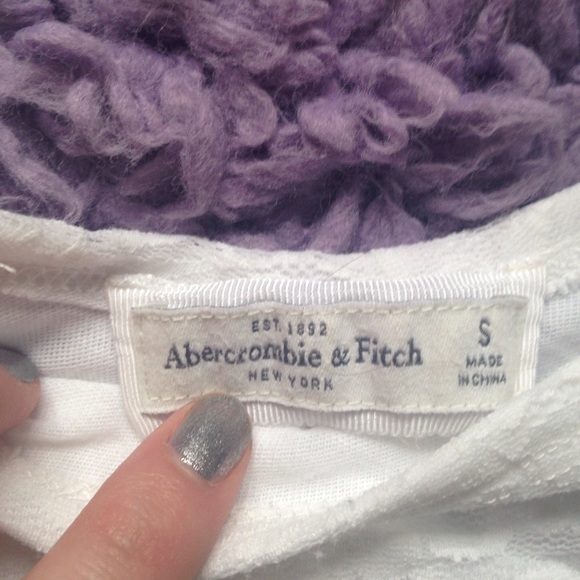 EST. 1892
Abercrombie & Fitch
NEW YORK
S
MADE
IN CHINA